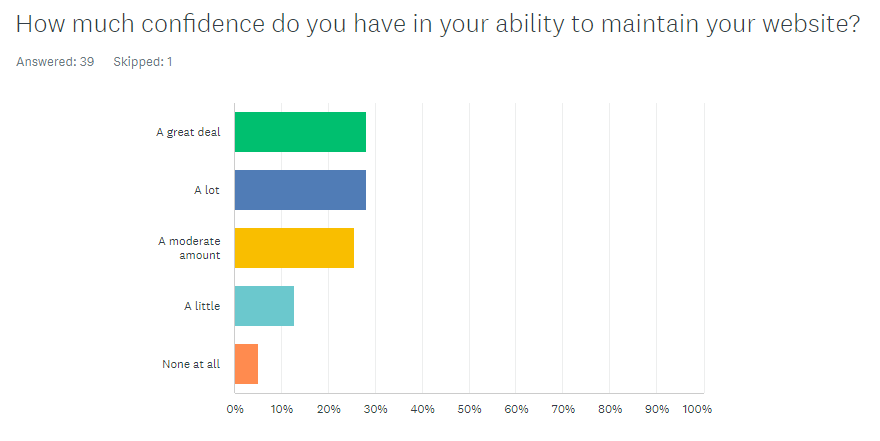 How much confidence do you have in your ability to maintain your website?
Answered: 39 Skipped: 1
A great deal
A lot
A moderate
amount
A little
None at all
0% 10% 20% 30% 40% 50% 60% 70% 80% 90% 100%